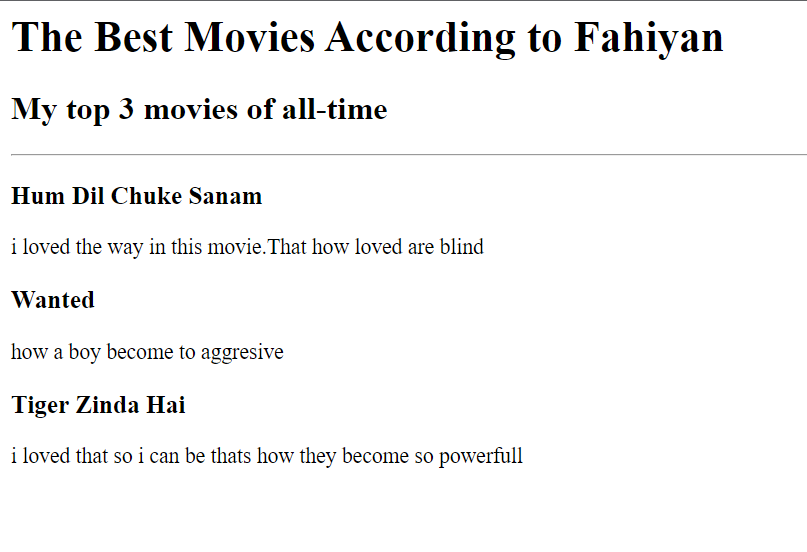 The Best Movies According to Fahiyan
My top 3 movies of all-time
Hum Dil Chuke Sanam
i loved the way in this movie.That how loved are blind
Wanted
how a boy become to aggresive
Tiger Zinda Hai
i loved that so i can be thats how they become so powerfull